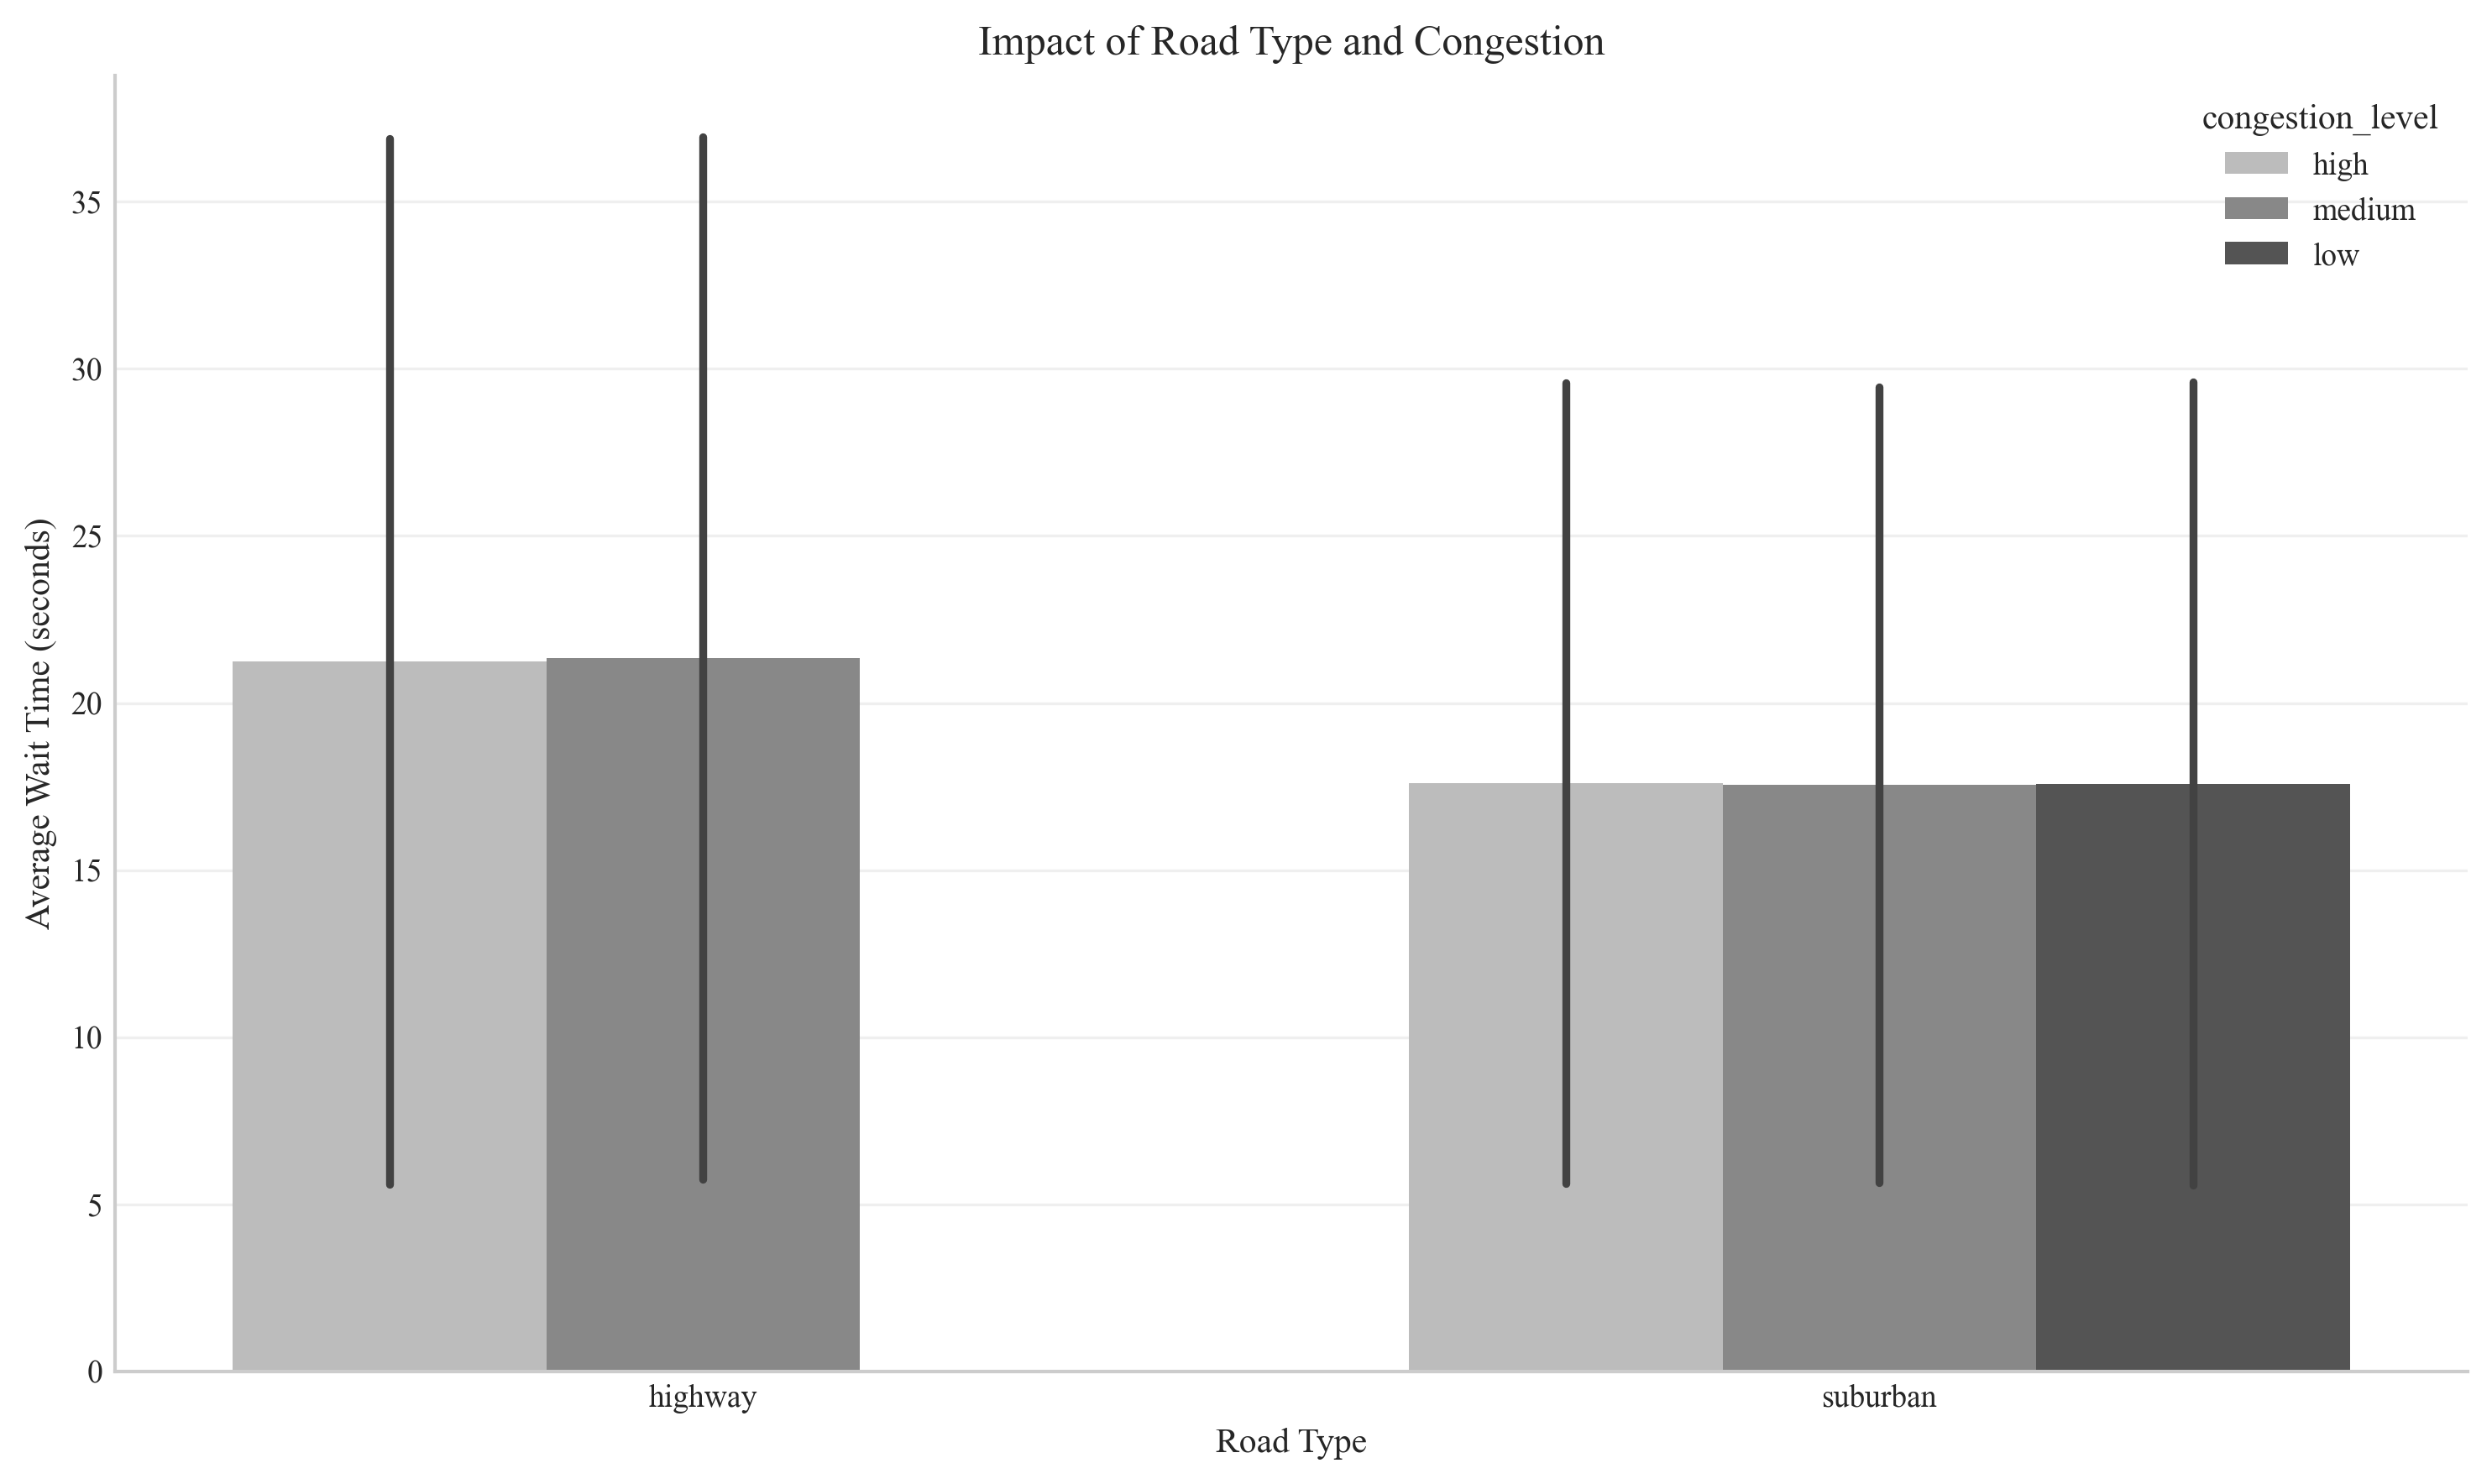 Impact of Road Type and Congestion
congestion_level
high
medium
low
Average Wait Time (seconds)
35
30
25
20
15
10
5
0
highway
suburban
Road Type